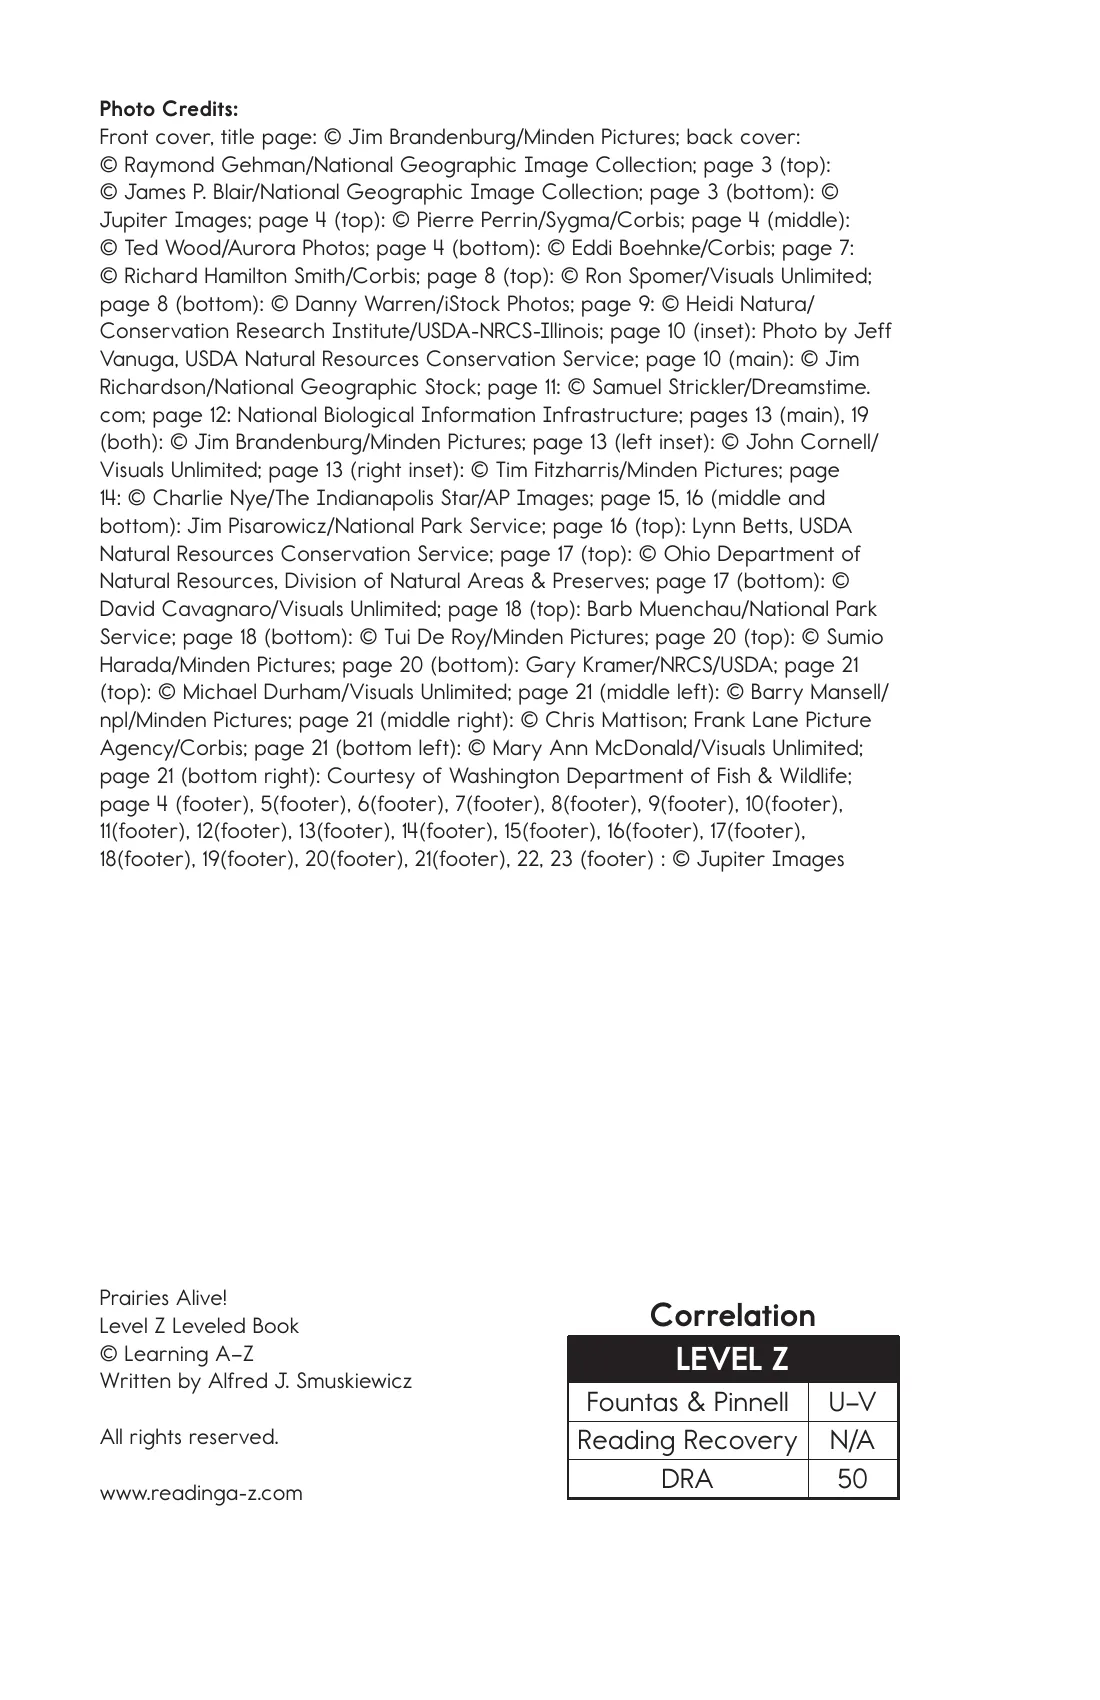 Photo Credits:
Front cover, title page: © Jim Brandenburg/Minden Pictures; back cover:
© Raymond Gehman/National Geographic Image Collection; page 3 (top):
© James P. Blair/National Geographic Image Collection; page 3 (bottom): ©
Jupiter Images; page 4 (top): © Pierre Perrin/Sygma/Corbis; page 4 (middle):
© Ted Wood/Aurora Photos; page 4 (bottom): © Eddi Boehnke/Corbis; page 7:
© Richard Hamilton Smith/Corbis; page 8 (top): © Ron Spomer/Visuals Unlimited;
page 8 (bottom): © Danny Warren/iStock Photos; page 9: © Heidi Natura/
Conservation Research Institute/USDA-NRCS-Illinois; page 10 (inset): Photo by Jeff
Vanuga, USDA Natural Resources Conservation Service; page 10 (main): © Jim
Richardson/National Geographic Stock; page 11: © Samuel Strickler/Dreamstime.
com; page 12: National Biological Information Infrastructure; pages 13 (main), 19
(both): © Jim Brandenburg/Minden Pictures; page 13 (left inset): © John Cornell/
Visuals Unlimited; page 13 (right inset): © Tim Fitzharris/Minden Pictures; page
14: © Charlie Nye/The Indianapolis Star/AP Images; page 15, 16 (middle and
bottom): Jim Pisarowicz/National Park Service; page 16 (top): Lynn Betts, USDA
Natural Resources Conservation Service; page 17 (top): © Ohio Department of
Natural Resources, Division of Natural Areas & Preserves; page 17 (bottom): ©
David Cavagnaro/Visuals Unlimited; page 18 (top): Barb Muenchau/National Park
Service; page 18 (bottom): © Tui De Roy/Minden Pictures; page 20 (top): © Sumio
Harada/Minden Pictures; page 20 (bottom): Gary Kramer/NRCS/USDA; page 21
(top): © Michael Durham/Visuals Unlimited; page 21 (middle left): © Barry Mansell/
npl/Minden Pictures; page 21 (middle right): © Chris Mattison; Frank Lane Picture
Agency/Corbis; page 21 (bottom left): © Mary Ann McDonald/Visuals Unlimited;
page 21 (bottom right): Courtesy of Washington Department of Fish & Wildlife;
page 4 (footer), 5(footer), 6(footer), 7(footer), 8(footer), 9(footer), 10(footer),
11(footer), 12(footer), 13(footer), 14(footer), 15(footer), 16(footer), 17(footer),
18(footer), 19(footer), 20(footer), 21(footer), 22, 23 (footer) : © Jupiter Images
Prairies Alive!
Level Z Leveled Book
© Learning A–Z
Written by Alfred J. Smuskiewicz
All rights reserved.
www.readinga-z.com
Correlation
LEVEL Z
Fountas & Pinnell U–V
Reading Recovery N/A
DRA 50